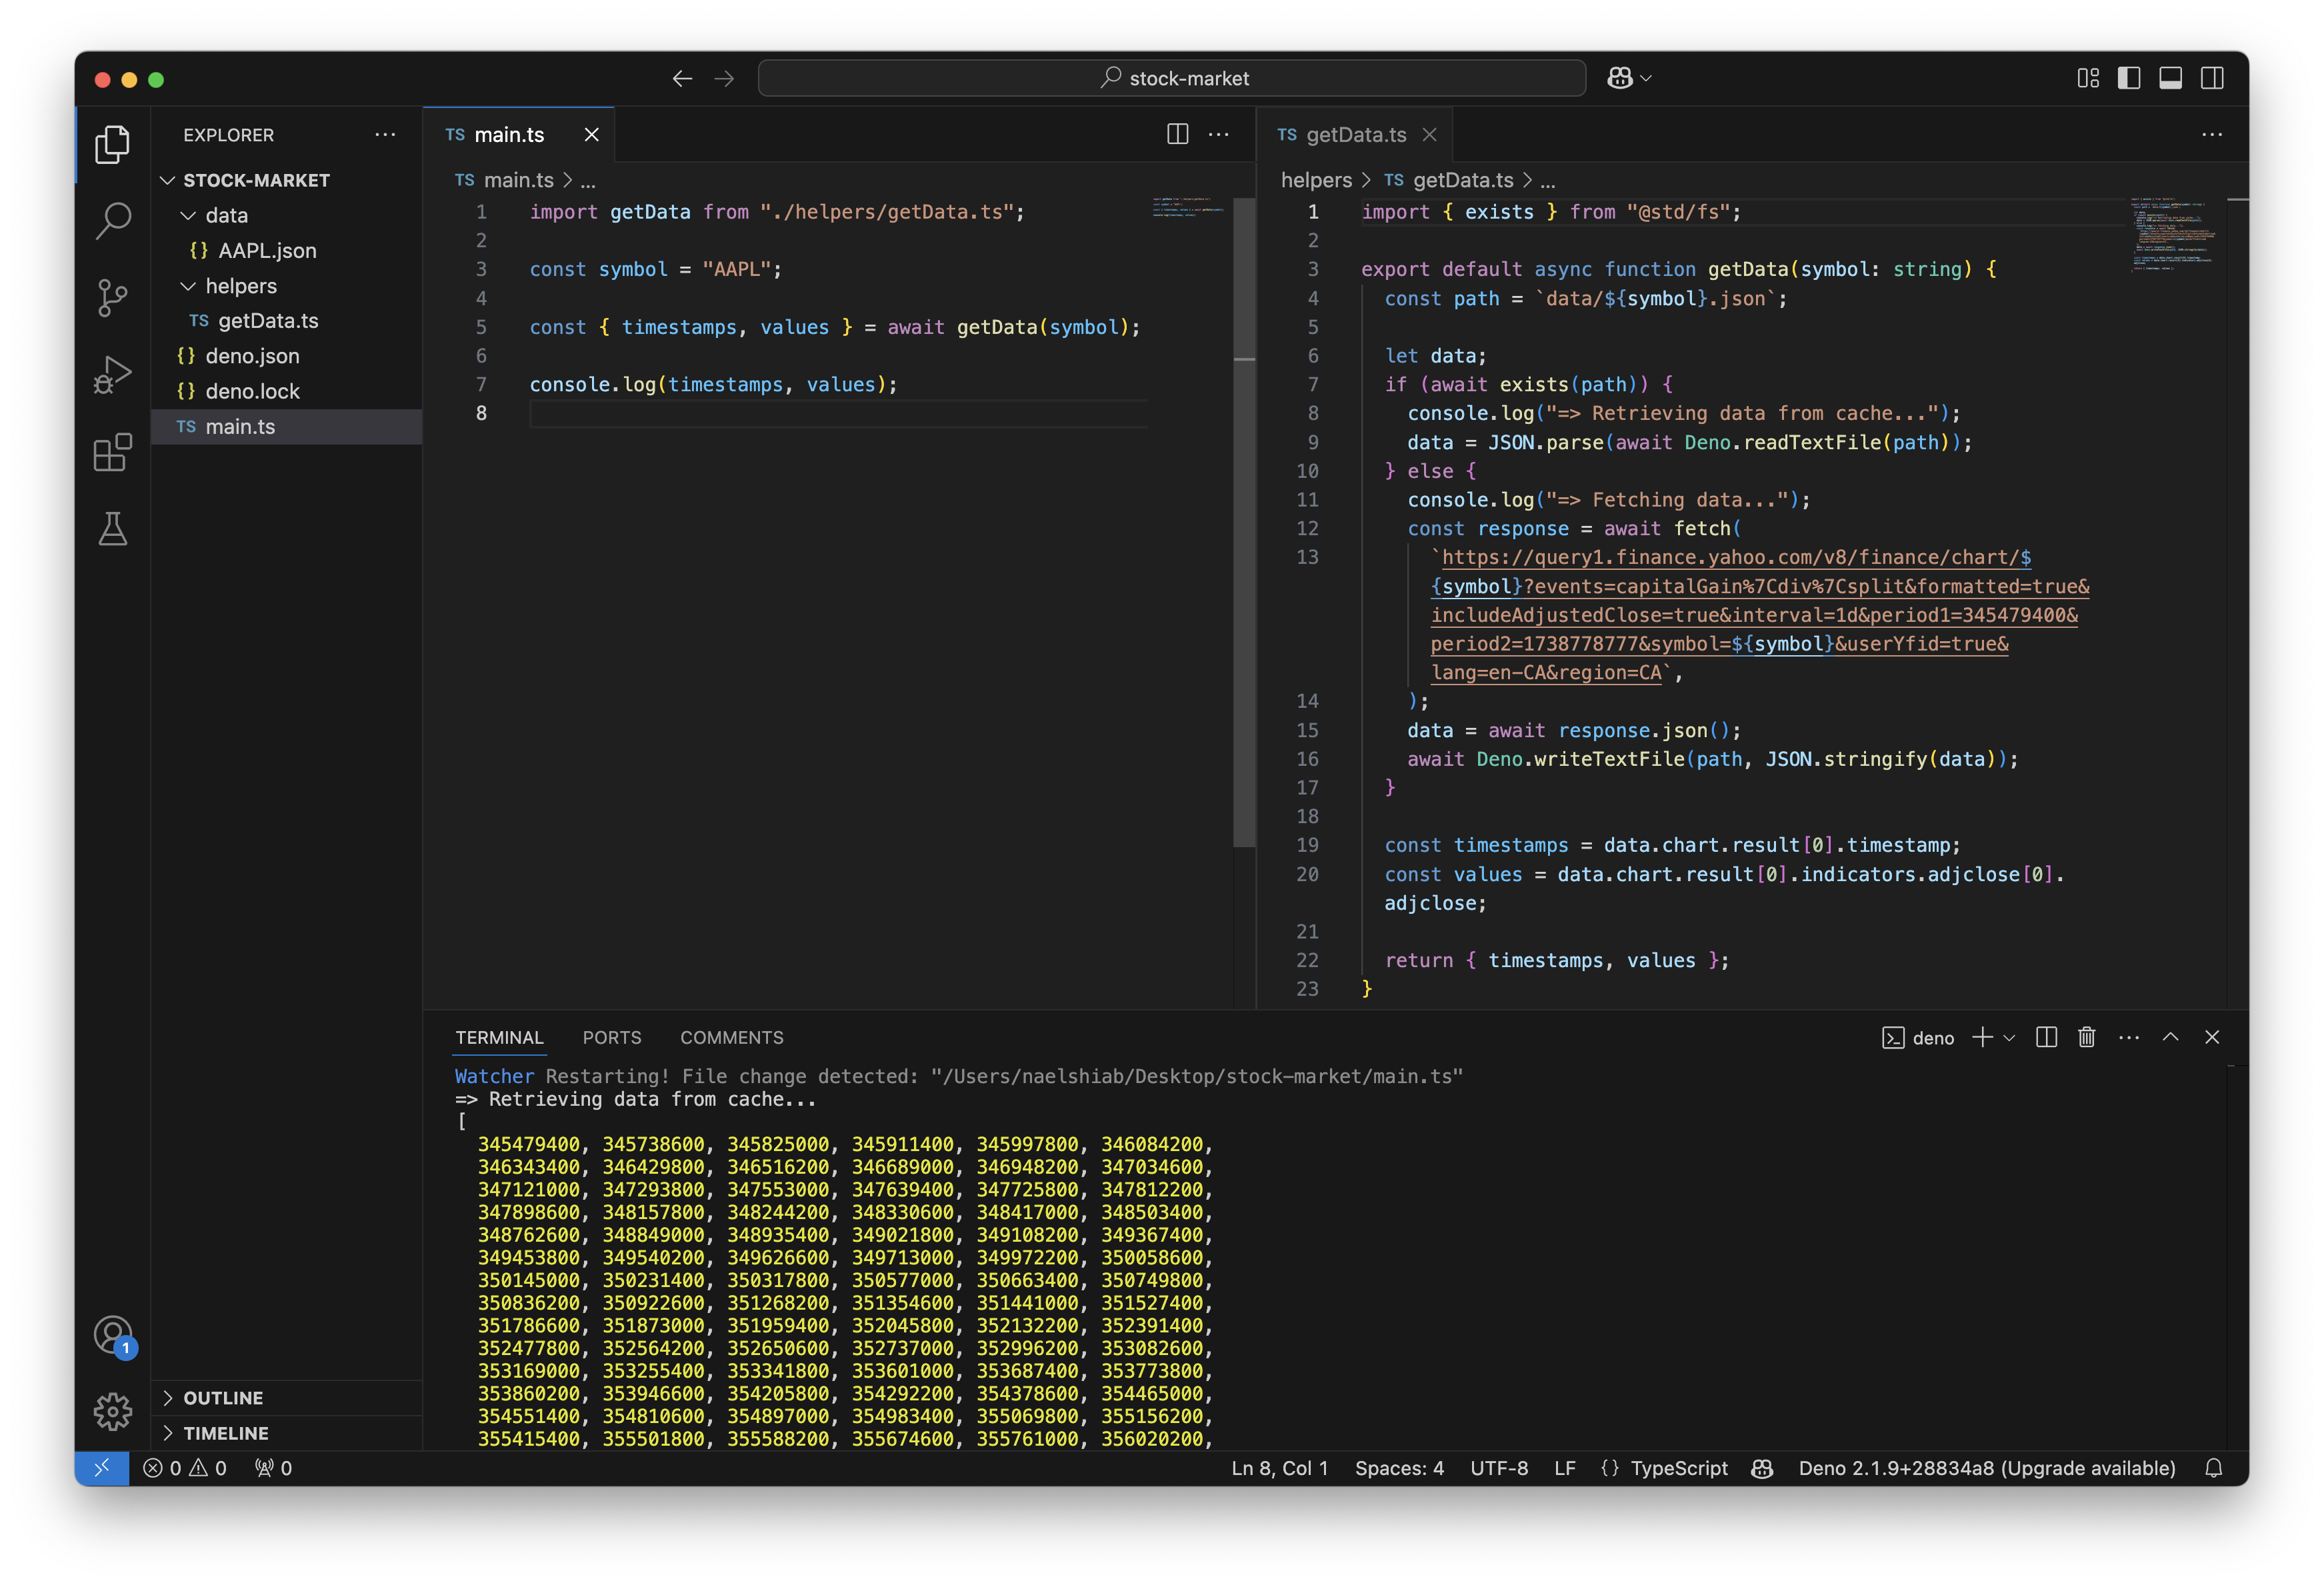 stock-market
EXPLORER
STOCK-MARKET
data
{} AAPL.json
helpers
TS getData.ts
{} deno.json
{} deno.lock
TS main.ts
OUTLINE
TIMELINE
1
TS main.ts
TS main.ts > ...
1 import getData from "./helpers/getData.ts";
2
3 const symbol = "AAPL";
4
5 const { timestamps, values } = await getData(symbol);
6
7 console.log(timestamps, values);
8
TS getData.ts
helpers > TS getData.ts > ...
1 import { exists } from "@std/fs";
2
3 export default async function getData(symbol: string) {
4 const path = `data/${symbol}.json`;
5
6 let data;
7 if (await exists(path)) {
8 console.log("=> Retrieving data from cache...");
9 data = JSON.parse(await Deno.readTextFile(path));
10 } else {
11 console.log("=> Fetching data...");
12 const response = await fetch(
13 `https://query1.finance.yahoo.com/v8/finance/chart/$
{symbol}?events=capitalGain%7Cdiv%7Csplit&formatted=true&
includeAdjustedClose=true&interval=1d&period1=345479400&
period2=1738778777&symbol=${symbol}&userYfid=true&
lang=en-CA&region=CA`,
14 );
15 data = await response.json();
16 await Deno.writeTextFile(path, JSON.stringify(data));
17 }
18
19 const timestamps = data.chart.result[0].timestamp;
20 const values = data.chart.result[0].indicators.adjclose[0].
adjclose;
21
22 return { timestamps, values };
23 }
TERMINAL PORTS COMMENTS
deno
Watcher Restarting! File change detected: "/Users/naelshiab/Desktop/stock-market/main.ts"
=> Retrieving data from cache...
[
345479400, 345738600, 345825000, 345911400, 345997800, 346084200,
346343400, 346429800, 346516200, 346689000, 346948200, 347034600,
347121000, 347293800, 347553000, 347639400, 347725800, 347812200,
347898600, 348157800, 348244200, 348330600, 348417000, 348503400,
348762600, 348849000, 348935400, 349021800, 349108200, 349367400,
349453800, 349540200, 349626600, 349713000, 349972200, 350058600,
350145000, 350231400, 350317800, 350577000, 350663400, 350749800,
350836200, 350922600, 351268200, 351354600, 351441000, 351527400,
351786600, 351873000, 351959400, 352045800, 352132200, 352391400,
352477800, 352564200, 352650600, 352737000, 352996200, 353082600,
353169000, 353255400, 353341800, 353601000, 353687400, 353773800,
353860200, 353946600, 354205800, 354292200, 354378600, 354465000,
354551400, 354810600, 354897000, 354983400, 355069800, 355156200,
355415400, 355501800, 355588200, 355674600, 355761000, 356020200,
0 0 0
Ln 8, Col 1 Spaces: 4 UTF-8 LF {} TypeScript Deno 2.1.9+28834a8 (Upgrade available)